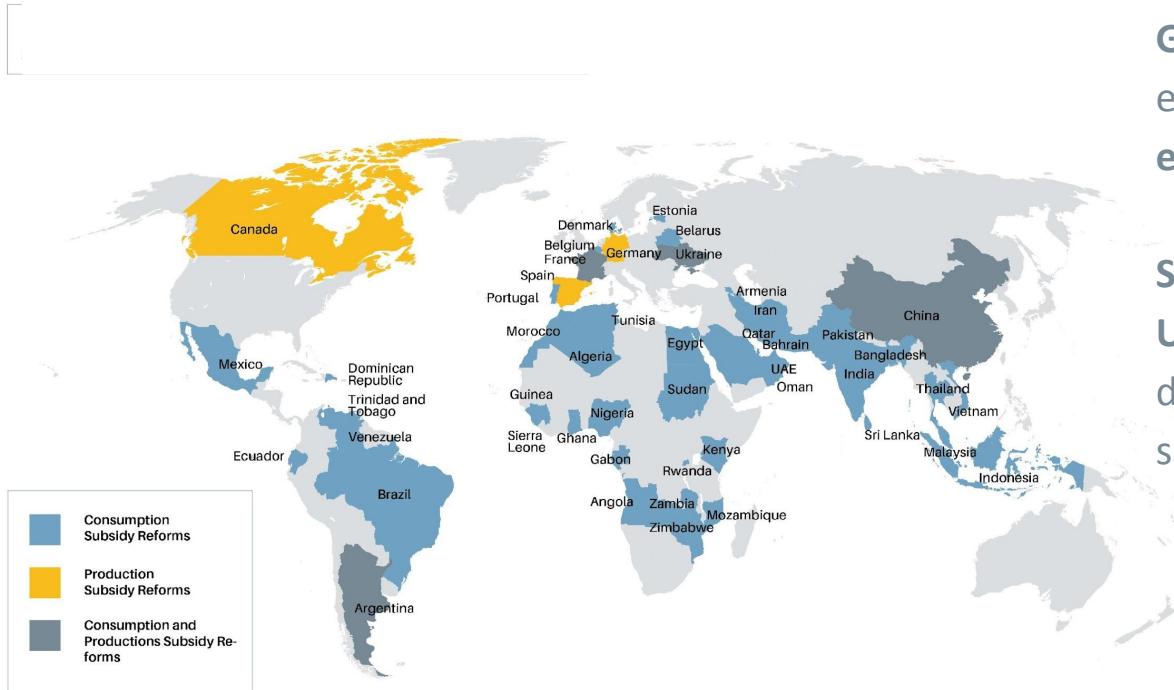 Canada
Mexico
Dominican
Republic
Trinidad and
Tobago
Venezuela
Ecuador
Brazil
Argentina
Estonia
Denmark
Belarus
Belgium
France
Germany
Ukraine
Spain
Portugal
Armenia
Iran
Tunisia
Morocco
Algeria
Egypt
Qatar
Bahrain
Pakistan
China
Bangladesh
India
UAE
Oman
Thailand
Vietnam
Sri Lanka
Malaysia
Indonesia
Guinea
Sudan
Nigeria
Sierra
Leone
Ghana
Gabon
Kenya
Rwanda
Angola
Zambia
Mozambique
Zimbabwe
Consumption
Subsidy Reforms
Production
Subsidy Reforms
Consumption and
Productions Subsidy Re-
forms
G
e
e
S
U
d
s